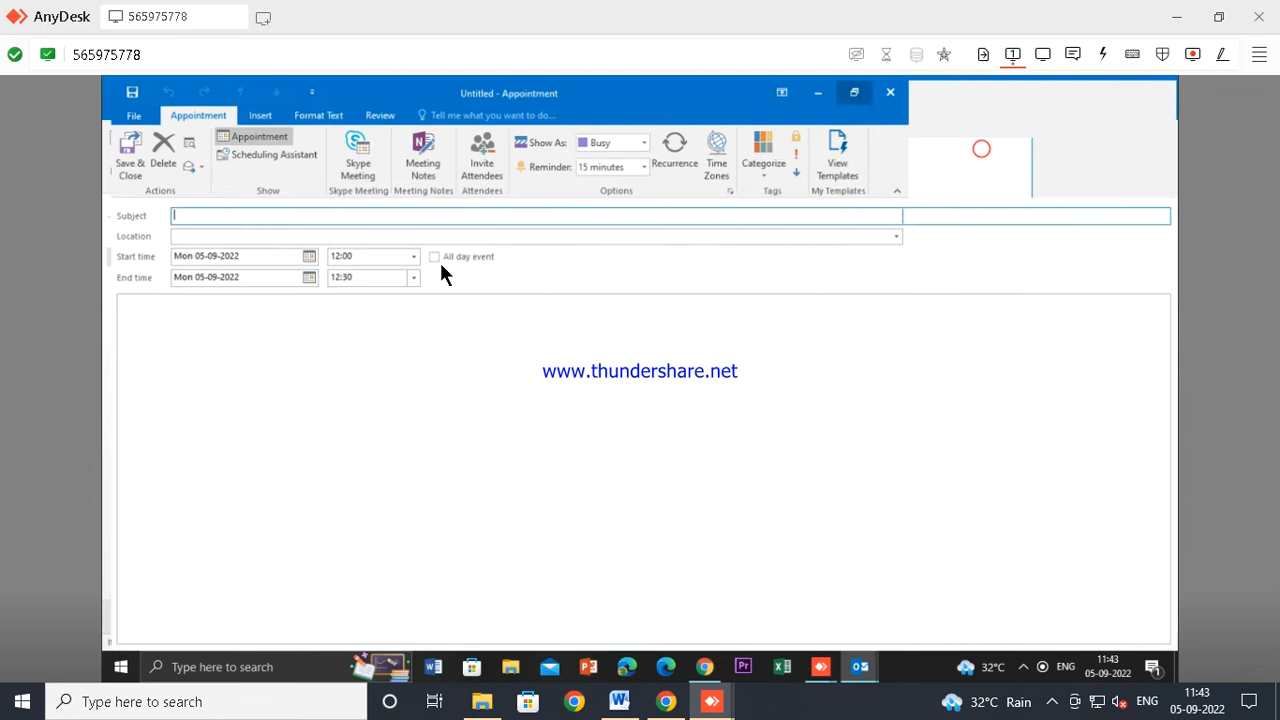 AnyDesk 565975778
565975778
Untitled - Appointment
File Appointment Insert Format Text Review Tell me what you want to do...
Save & Close
Delete
Appointment
Scheduling Assistant
Skype Meeting
Meeting Notes
Invite Attendees
Show As: Busy
Reminder: 15 minutes
Recurrence
Time Zones
Categorize
View Templates
Actions Show Skype Meeting Meeting Notes Attendees Options Tags My Templates
Subject
Location
Start time Mon 05-09-2022 12:00 All day event
End time Mon 05-09-2022 12:30
www.thundershare.net
Type here to search 32°C ENG 11:43
05-09-2022
1
Type here to search 32°C Rain ENG 11:43
05-09-2022